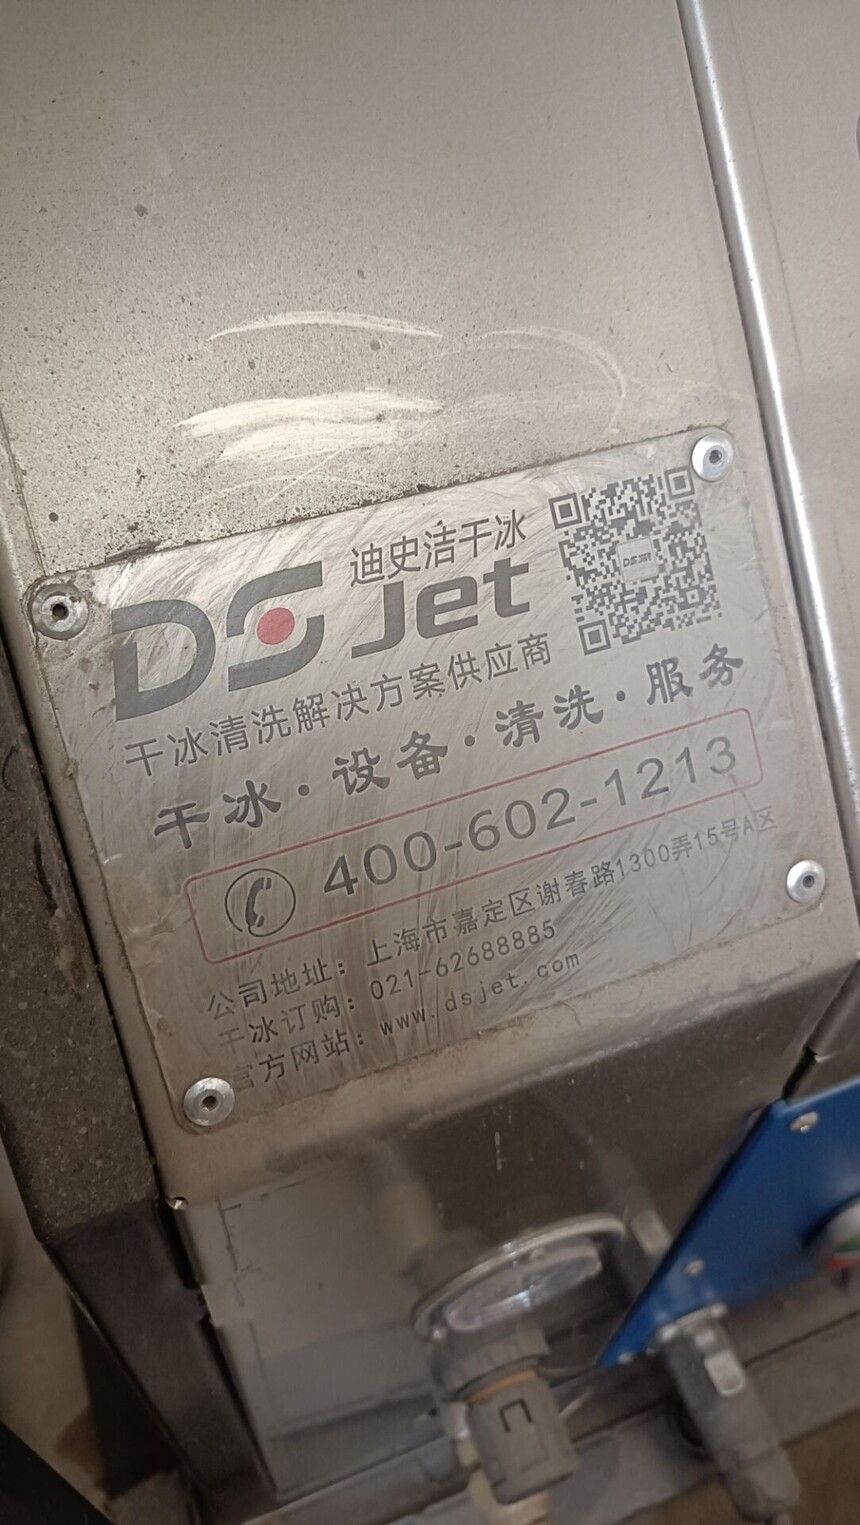 迪史洁干冰
DS Jet
DSJet
干冰清洗解决方案供应商
干冰·设备·清洗·服务
400-602-1213
公司地址：上海市嘉定区谢春路1300弄15号A区
干冰订购：021-62688885
官方网站：www.dsjet.com